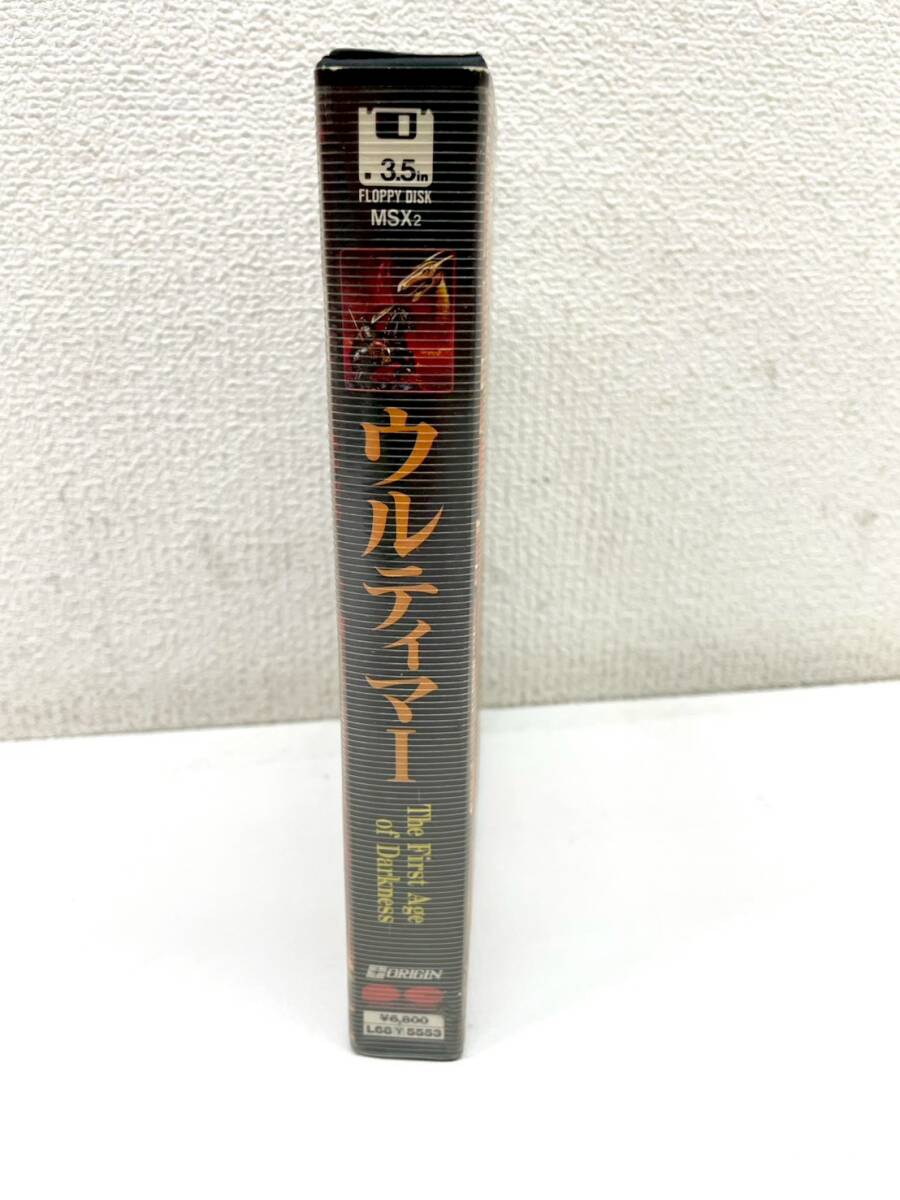 3.5in
FLOPPY DISK
MSX2
ウルティマI
The First Age
of Darkness
ORIGIN
¥6,800
L68Y5553